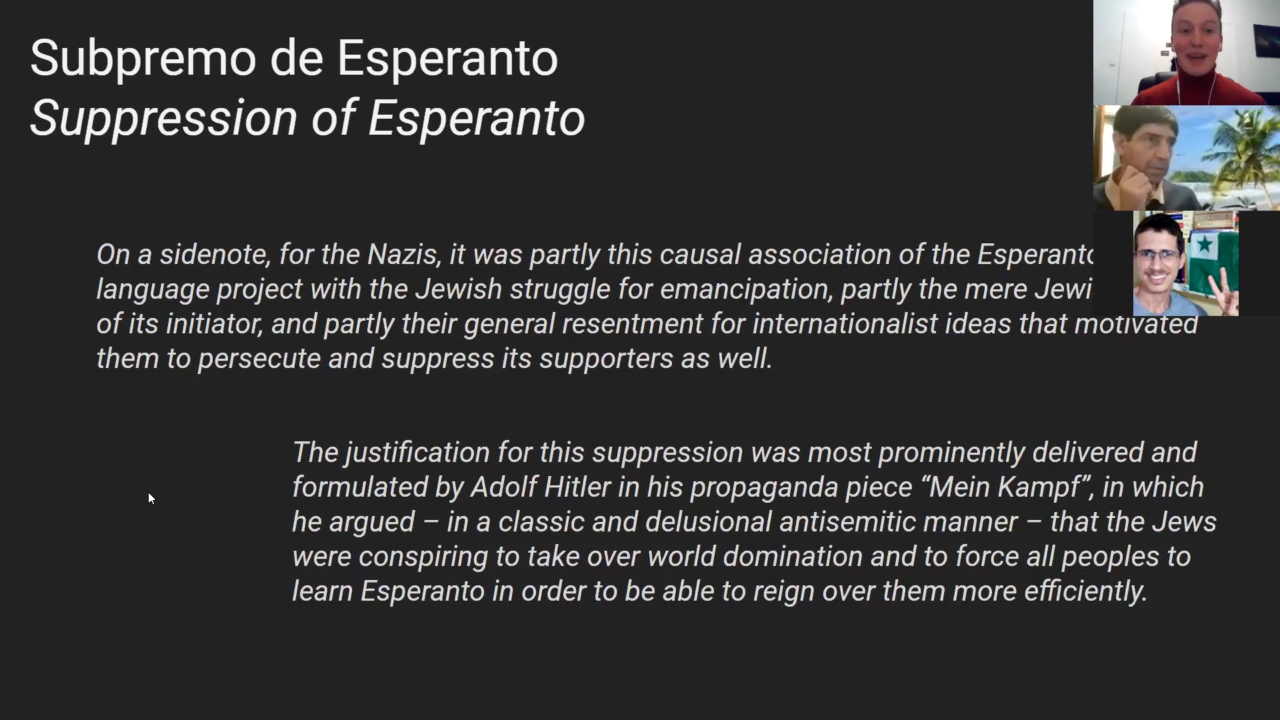 Subpremo de Esperanto
Suppression of Esperanto
On a sidenote, for the Nazis, it was partly this causal association of the Esperanto
language project with the Jewish struggle for emancipation, partly the mere
of its initiator, and partly their general resentment for internationalist ideas that motivated
them to persecute and suppress its supporters as well.
The justification for this suppression was most prominently delivered and
formulated by Adolf Hitler in his propaganda piece “Mein Kampf”, in which
he argued – in a classic and delusional antisemitic manner – that the Jews
were conspiring to take over world domination and to force all peoples to
learn Esperanto in order to be able to reign over them more efficiently.